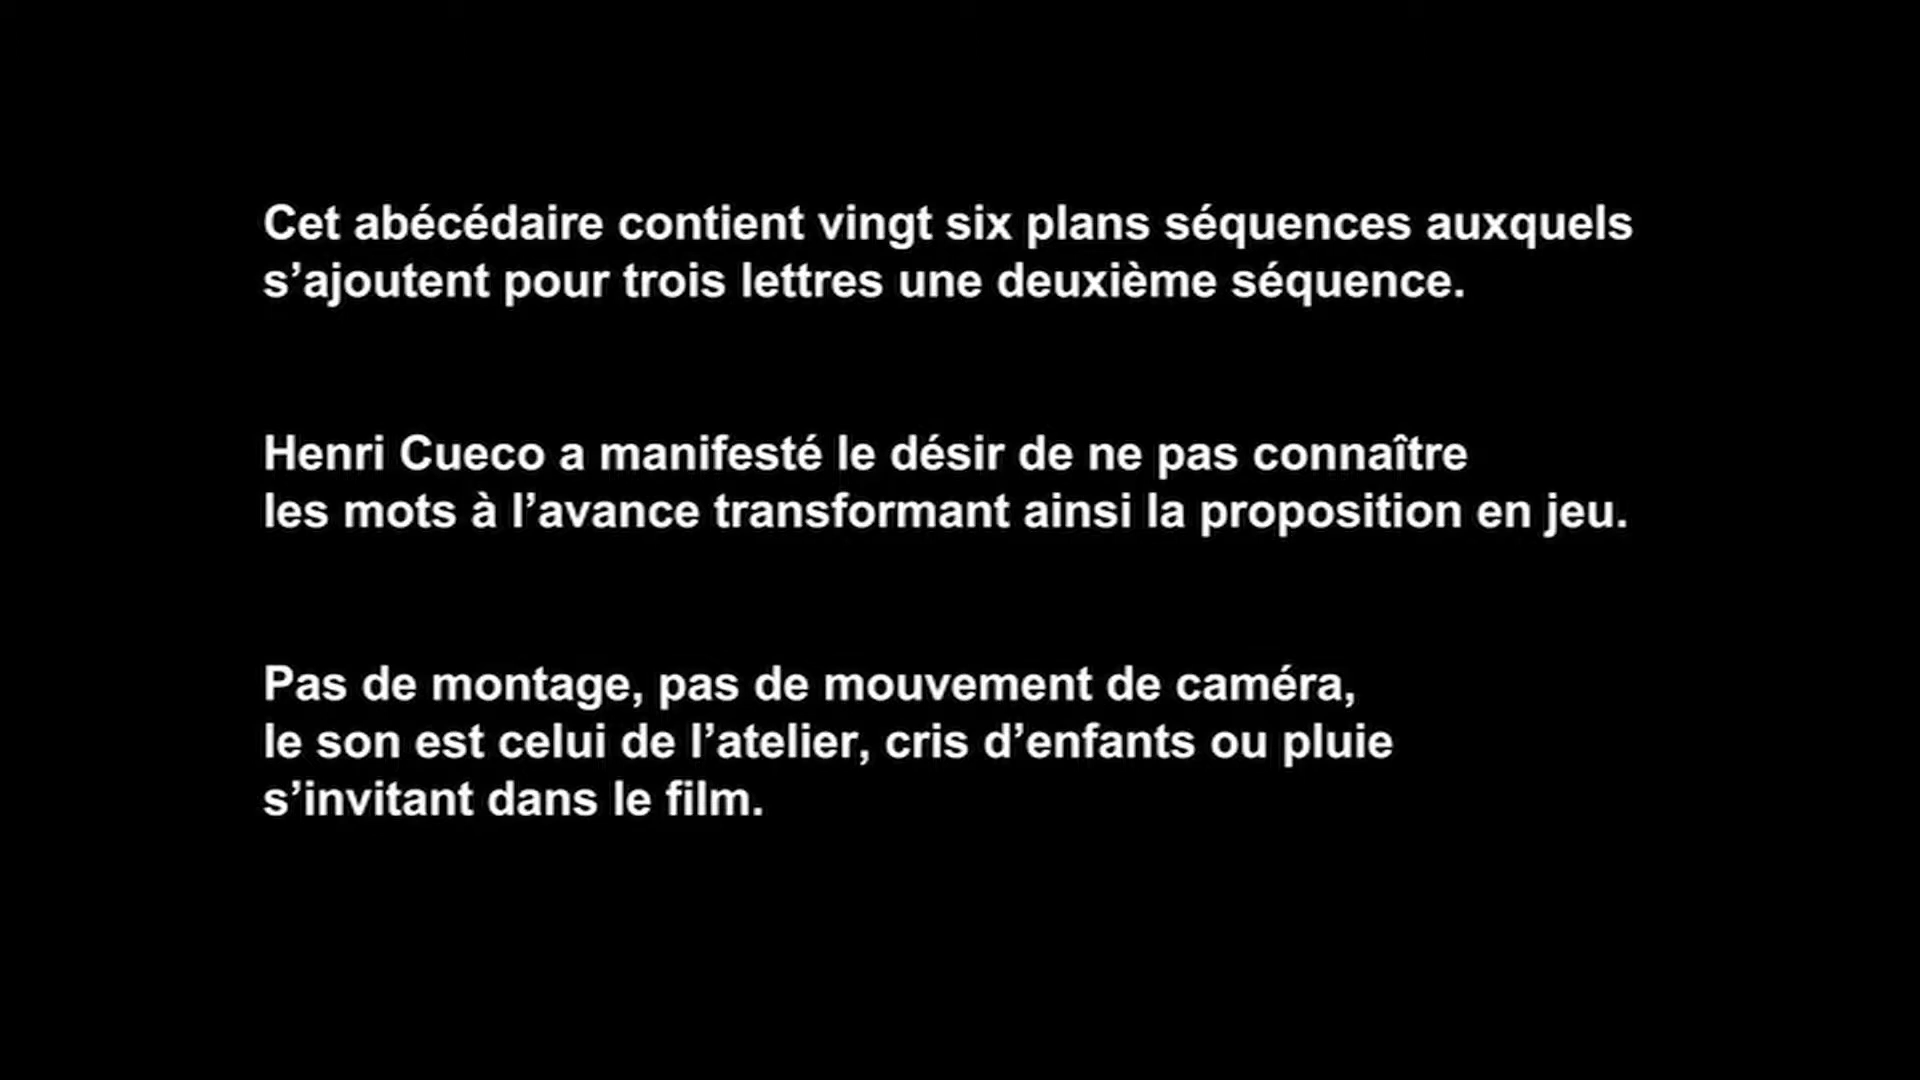 Cet abécédaire contient vingt six plans séquences auxquels
s’ajoutent pour trois lettres une deuxième séquence.
Henri Cueco a manifesté le désir de ne pas connaître
les mots à l’avance transformant ainsi la proposition en jeu.
Pas de montage, pas de mouvement de caméra,
le son est celui de l’atelier, cris d’enfants ou pluie
s’invitant dans le film.